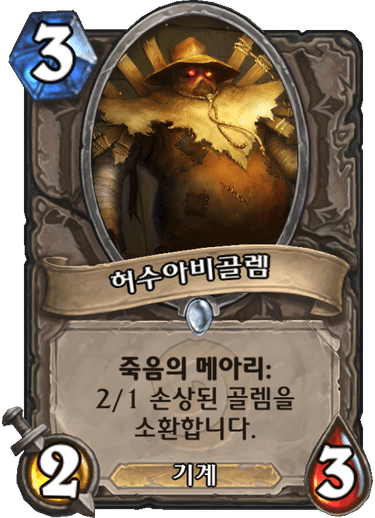 3
허수아비골렘
죽음의 메아리:
2/1 손상된 골렘을
소환합니다.
2
기계
3